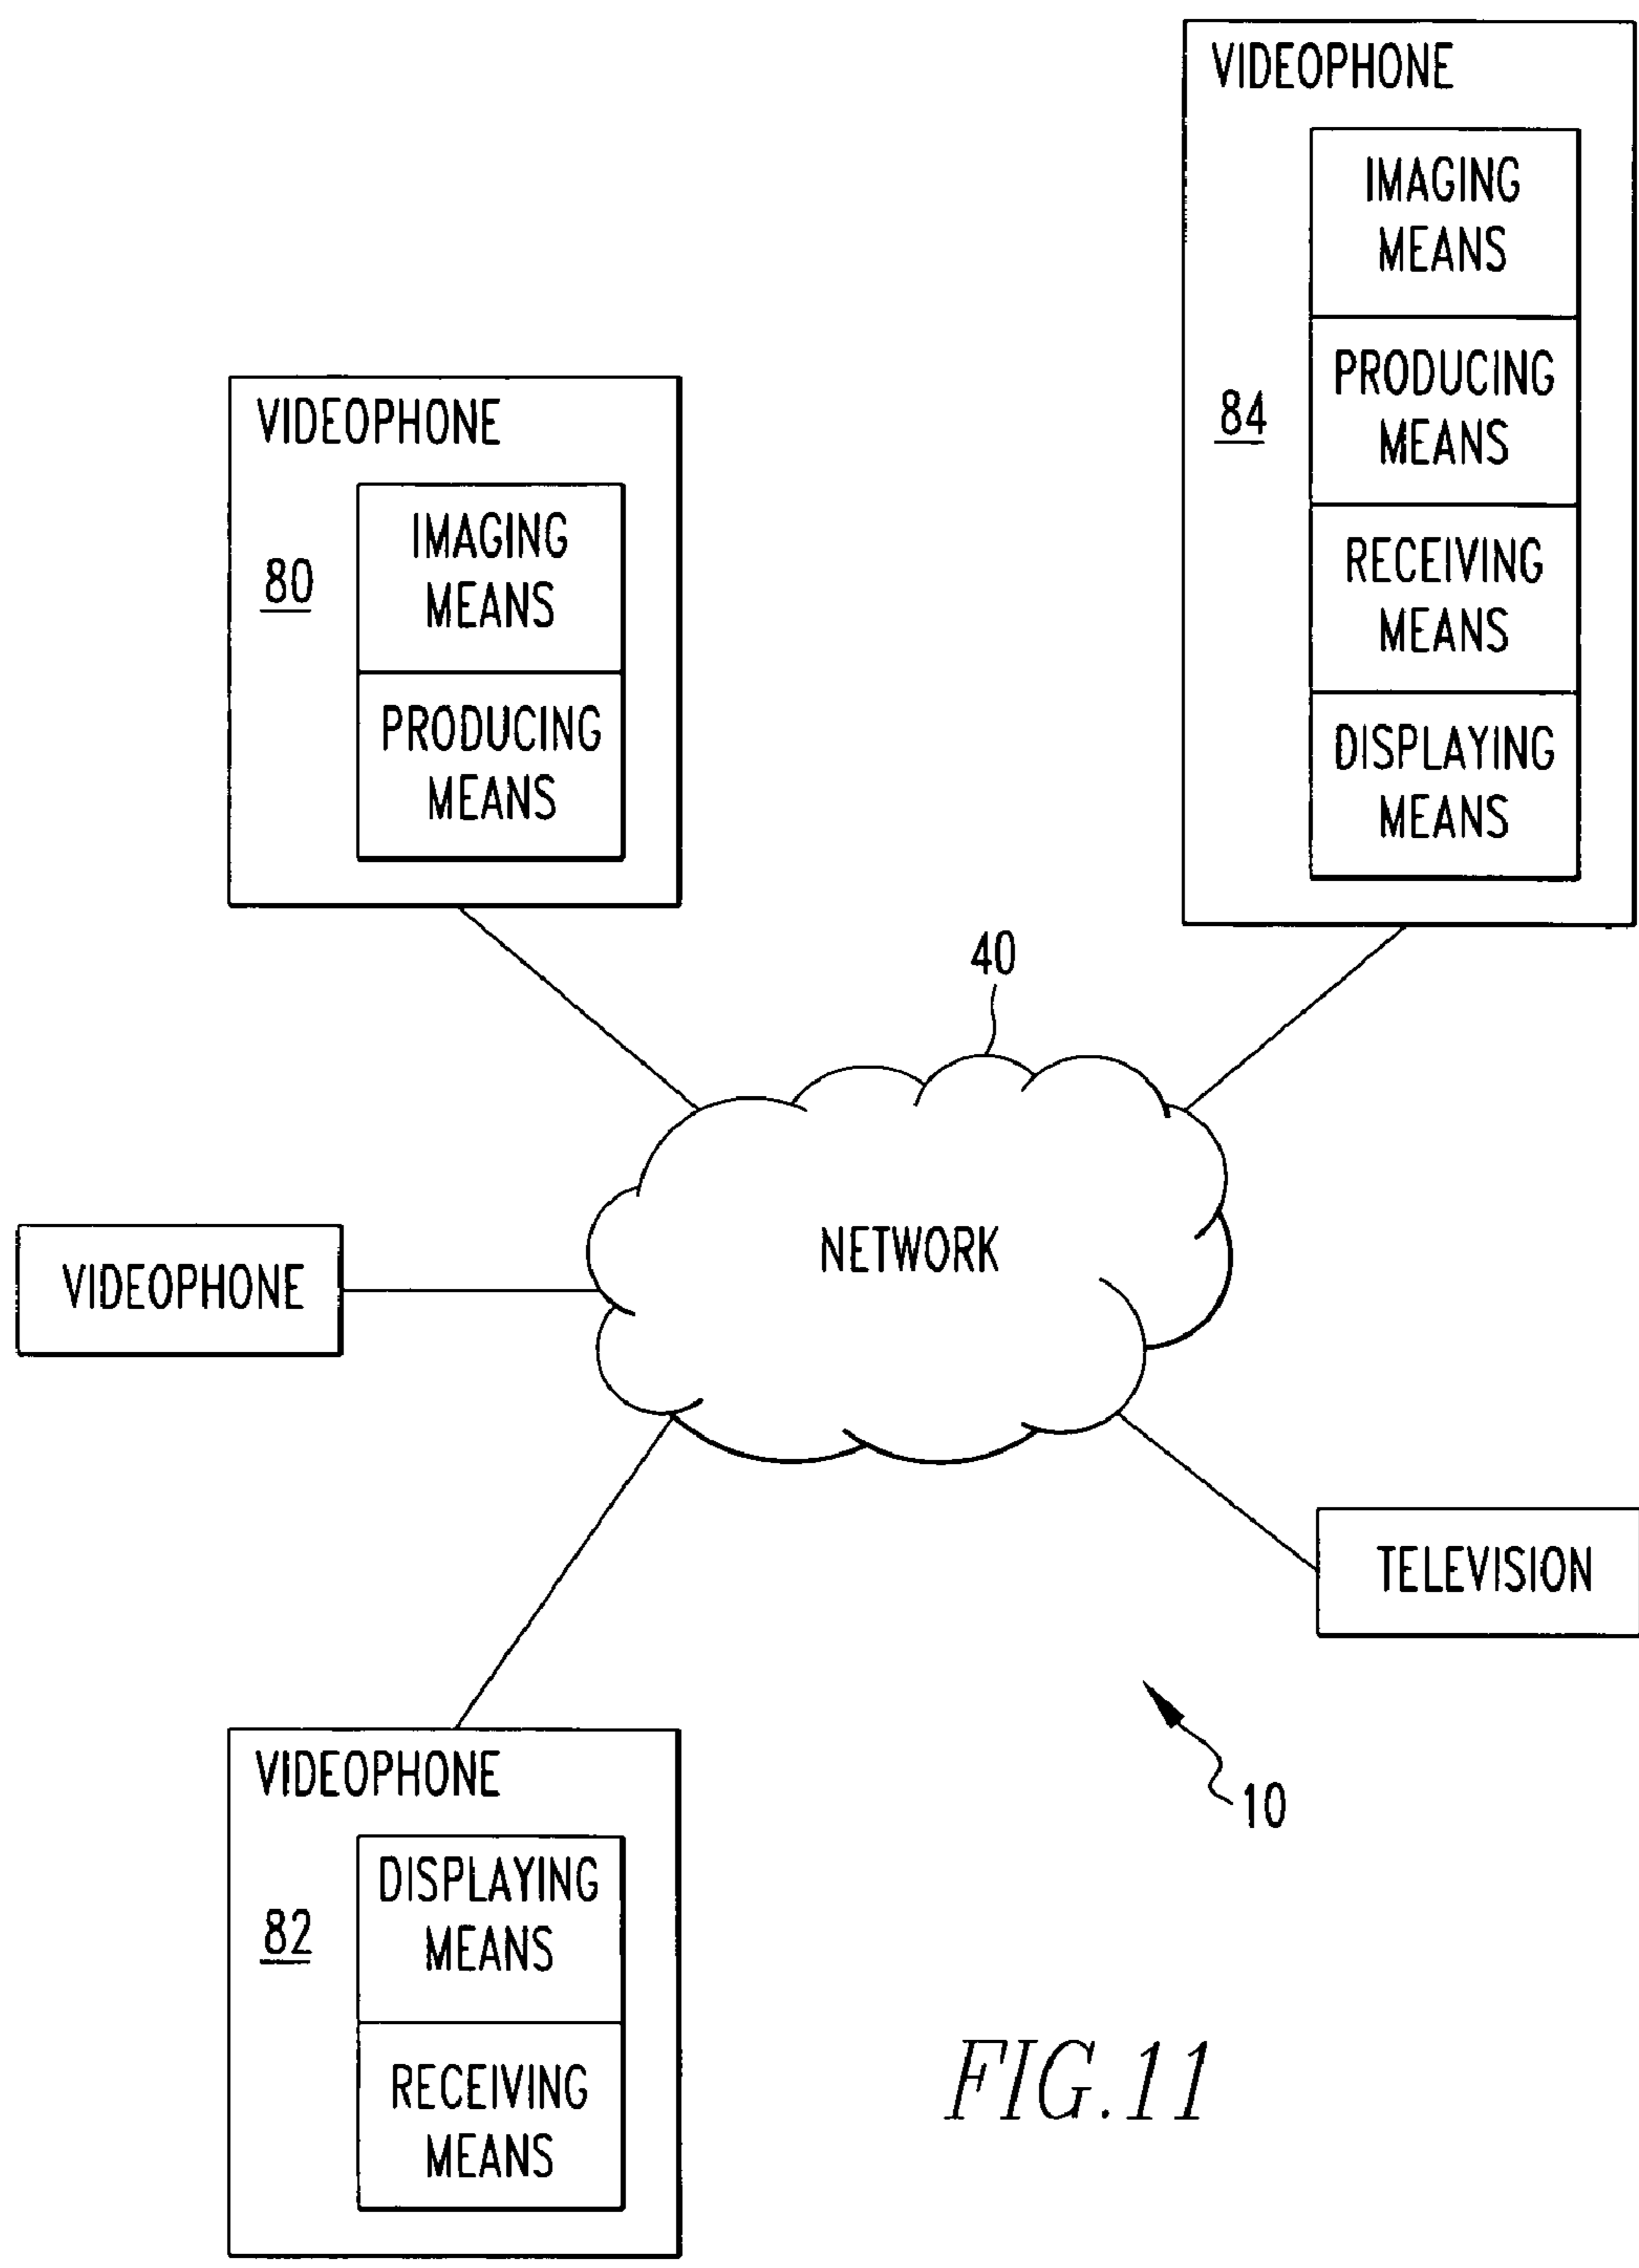 VIDEOPHONE
84
IMAGING
MEANS
PRODUCING
MEANS
RECEIVING
MEANS
DISPLAYING
MEANS
VIDEOPHONE
80
IMAGING
MEANS
PRODUCING
MEANS
40
NETWORK
VIDEOPHONE
TELEVISION
10
VIDEOPHONE
82
DISPLAYING
MEANS
RECEIVING
MEANS
FIG.11